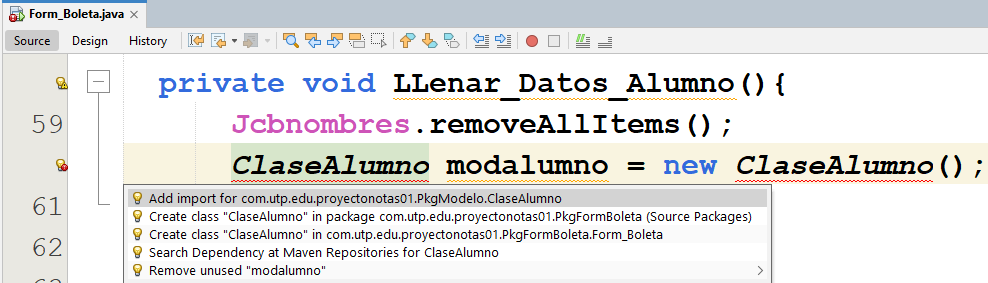 Form_Boleta.java
Source Design History
private void LLenar_Datos_Alumno(){
59 Jcbnombres.removeAllItems();
ClaseAlumno modalumno = new ClaseAlumno();
Add import for com.utp.edu.proyectonotas01.PkgModelo.ClaseAlumno
61 Create class "ClaseAlumno" in package com.utp.edu.proyectonotas01.PkgFormBoleta (Source Packages)
Create class "ClaseAlumno" in com.utp.edu.proyectonotas01.PkgFormBoleta.Form_Boleta
62 Search Dependency at Maven Repositories for ClaseAlumno
Remove unused "modalumno"